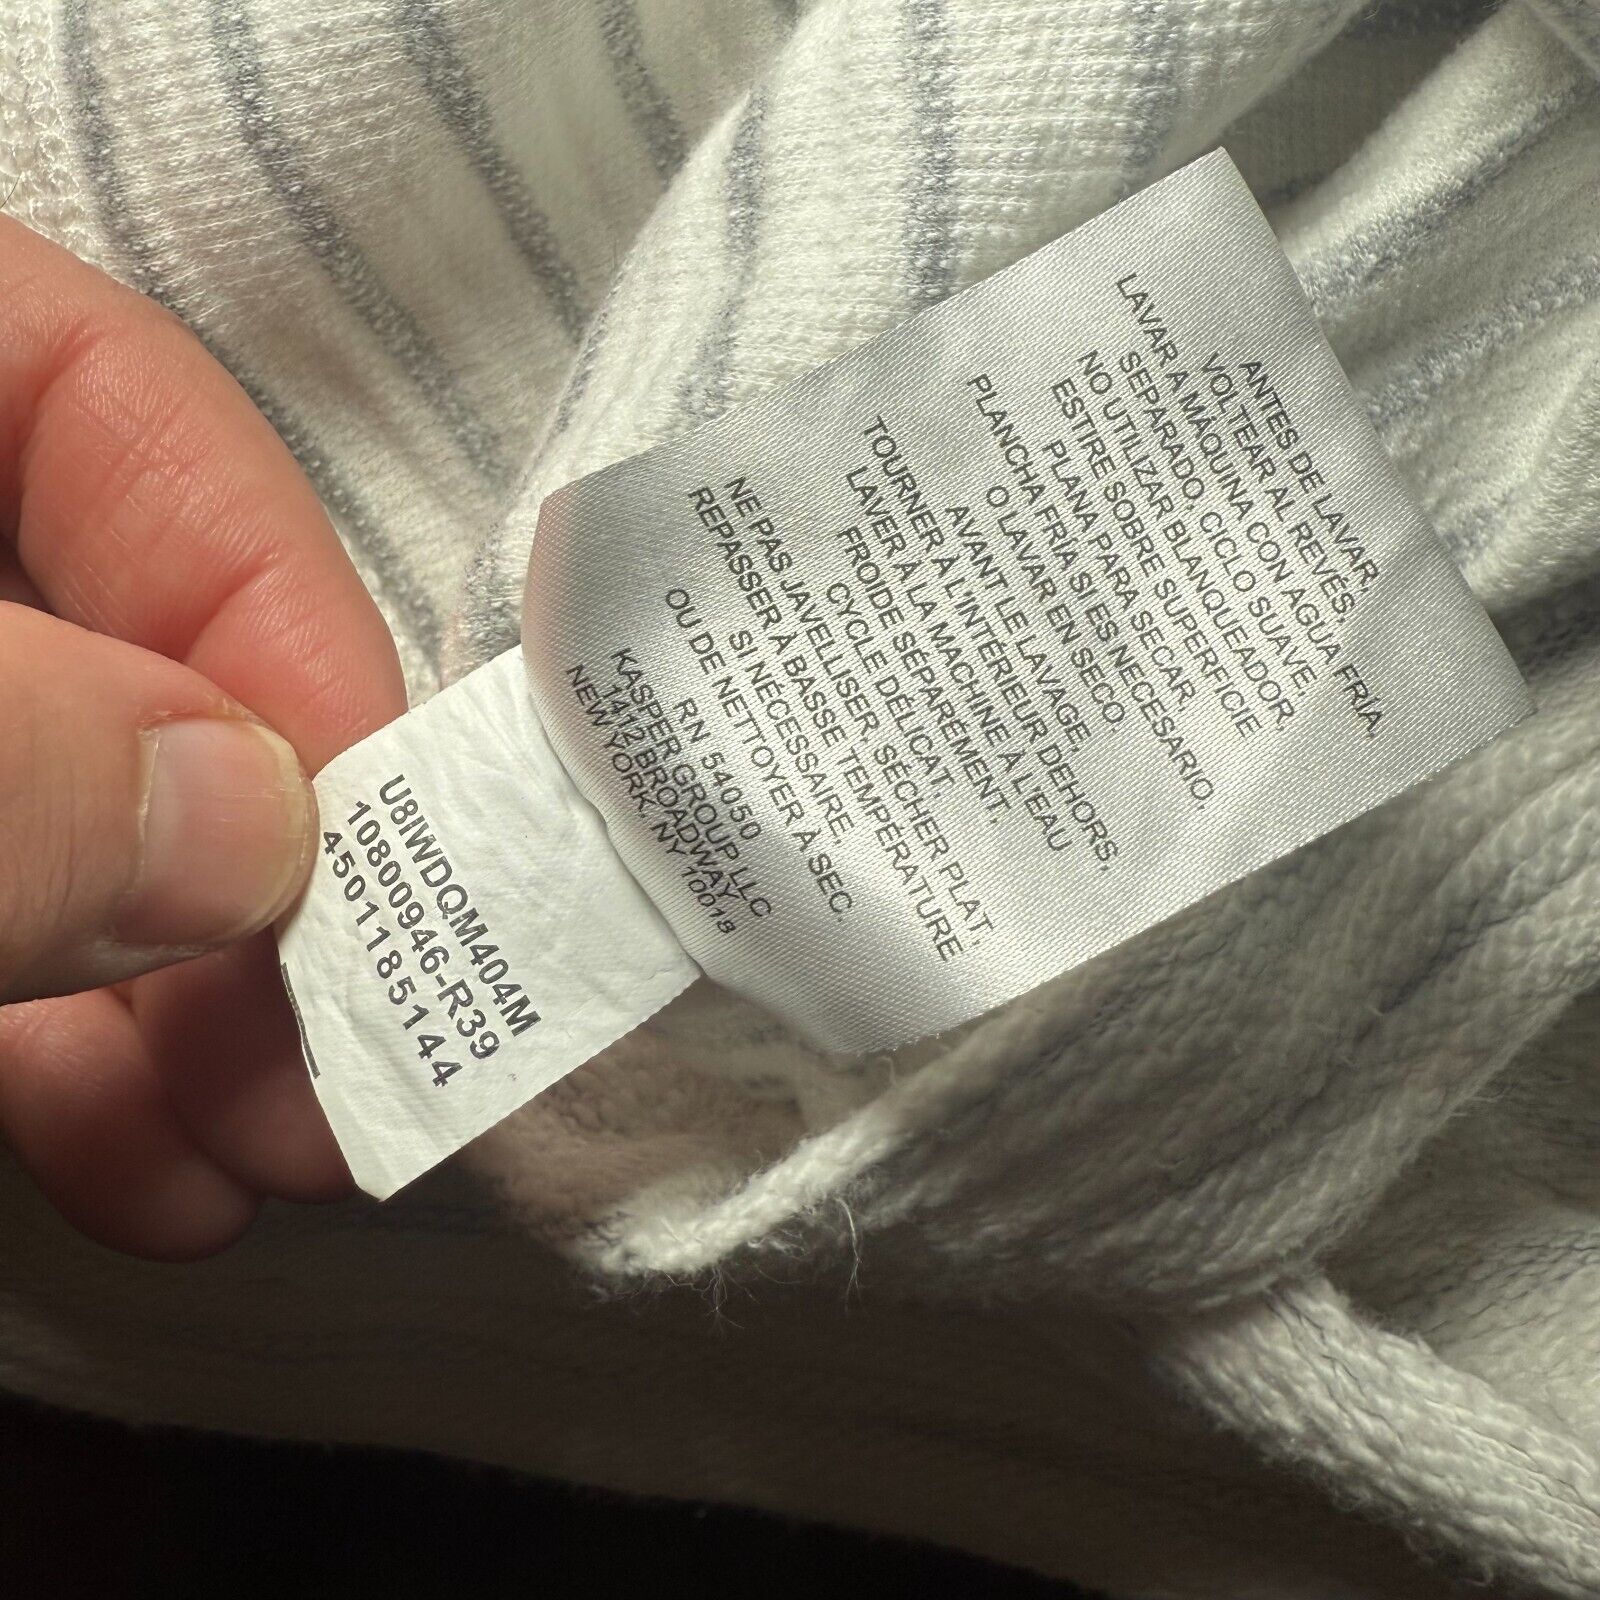 ANTES DE LAVAR,
VOLTEAR AL REVÉS,
LAVAR A MÁQUINA CON AGUA FRÍA
SEPARADO, CICLO SUAVE,
NO UTILIZAR BLANQUEADOR,
ESTIRE SOBRE SUPERFICIE
PLANA PARA SECAR,
PLANCHA FRIA SI ES NECESARIO,
O LAVAR EN SECO.
AVANT LE LAVAGE,
TOURNER À L'INTÉRIEUR DEHORS,
LAVER À LA MACHINE À L'EAU
FROIDE SÉPARÉMENT,
CYCLE DÉLICAT,
NE PAS JAVELLISER, SÉCHER PLAT,
REPASSER À BASSE TEMPÉRATURE
SI NÉCESSAIRE,
OU DE NETTOYER À SEC.
RN 54050
KASPER GROUP LLC
1412 BROADWAY
NEW YORK, NY 10018
U8IWDQM404M
10800946-R39
4501185144